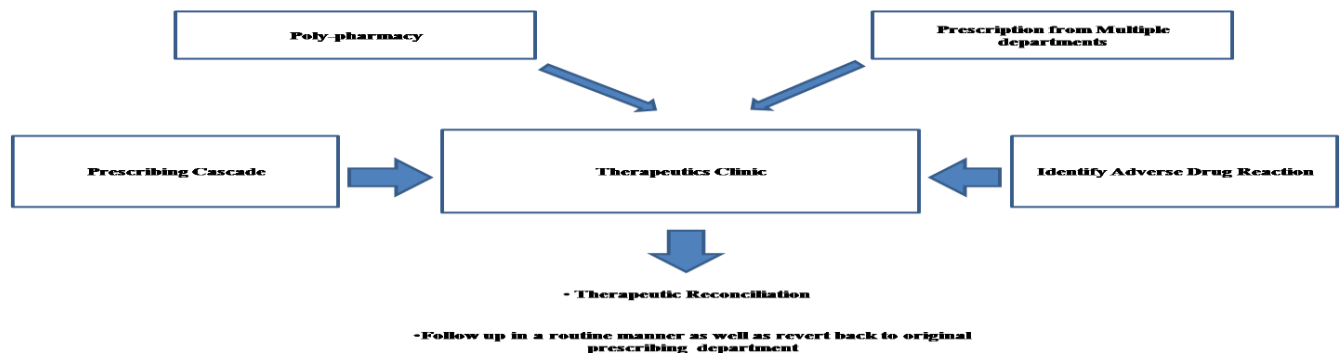 Poly-pharmacy
Prescription from Multiple
departments
Prescribing Cascade
Therapeutics Clinic
Identify Adverse Drug Reaction
- Therapeutic Reconciliation
-Follow up in a routine manner as well as revert back to original
prescribing department